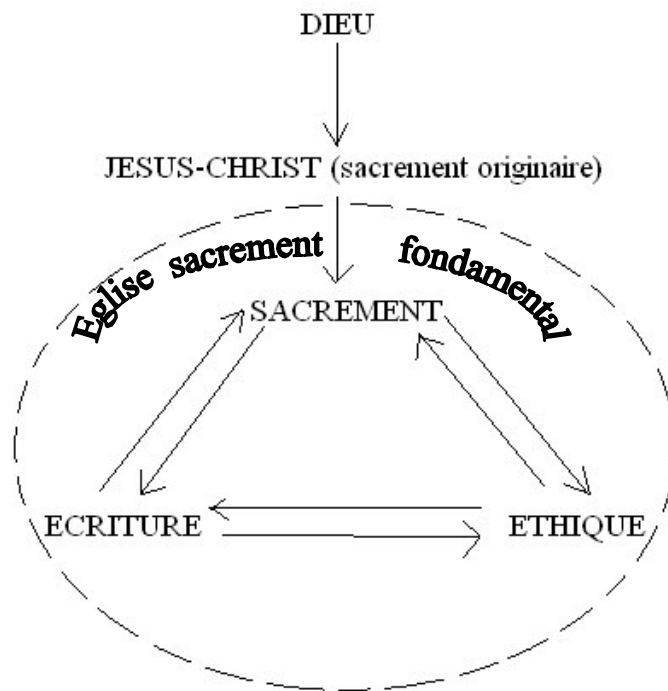 DIEU
JESUS-CHRIST (sacrement originaire)
Eglise sacrement fondamental
SACREMENT
ECRITURE ETHIQUE